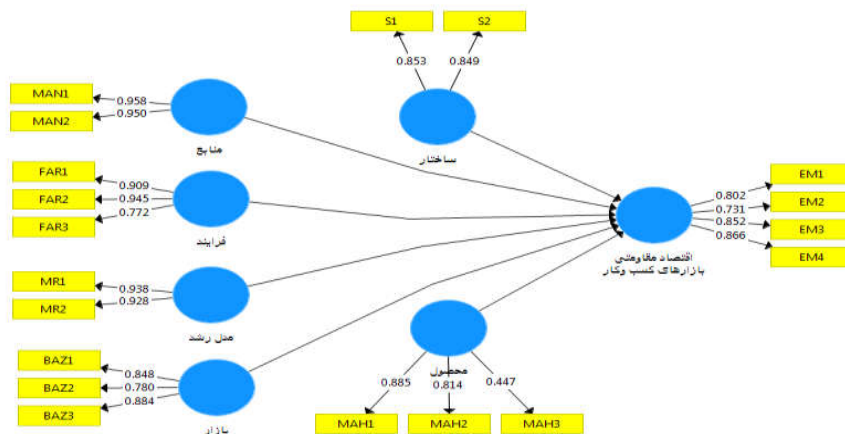 S1
S2
0.853
0.849
ساختار
MAN1
MAN2
0.958
0.950
منابع
FAR1
FAR2
FAR3
0.909
0.945
0.772
فرایند
MR1
MR2
0.938
0.928
مدل رشد
BAZ1
BAZ2
BAZ3
0.848
0.780
0.884
بازار
محصول
0.885
0.814
0.447
MAH1
MAH2
MAH3
اقتصاد مقاومتی
بازارهای کسب وکار
0.802
0.731
0.852
0.866
EM1
EM2
EM3
EM4